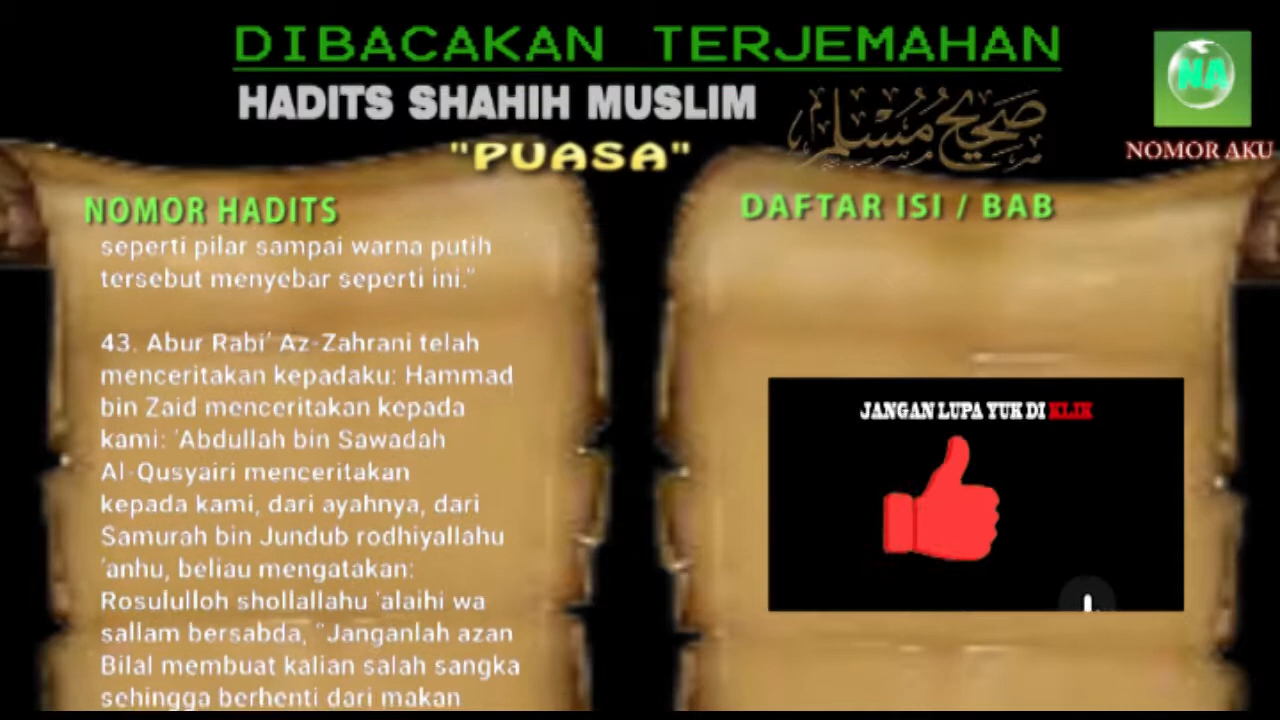 DIBACAKAN TERJEMAHAN
HADITS SHAHIH MUSLIM
صحيح مسلم
"PUASA"
NA
NOMOR AKU
NOMOR HADITS
seperti pilar sampai warna putih
tersebut menyebar seperti ini."
43. Abur Rabi' Az-Zahrani telah
menceritakan kepadaku: Hammad
bin Zaid menceritakan kepada
kami: 'Abdullah bin Sawadah
Al-Qusyairi menceritakan
kepada kami, dari ayahnya, dari
Samurah bin Jundub rodhiyallahu
'anhu, beliau mengatakan:
Rosululloh shollallahu 'alaihi wa
sallam bersabda, "Janganlah azan
Bilal membuat kalian salah sangka
sehingga berhenti dari makan
DAFTAR ISI / BAB
JANGAN LUPA YUK DI KLIK